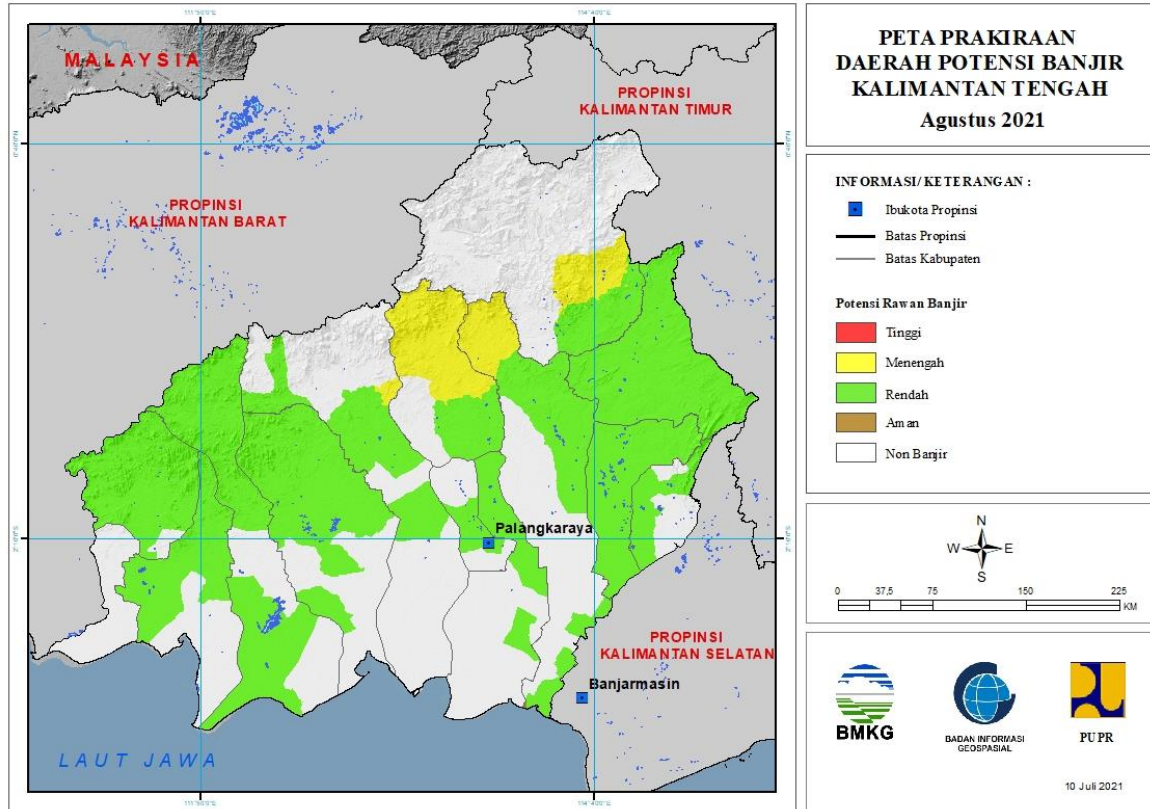 PETA PRAKIRAAN
DAERAH POTENSI BANJIR
KALIMANTAN TENGAH
Agustus 2021
INFORMASI/ KETERANGAN :
Ibukota Propinsi
Batas Propinsi
Batas Kabupaten
Potensi Rawan Banjir
Tinggi
Menengah
Rendah
Aman
Non Banjir
N
W E
S
0 37,5 75 150 225
KM
BMKG
BADAN INFORMASI
GEOSPASIAL
PUPR
10 Juli 2021
MALAYSIA
PROPINSI
KALIMANTAN TIMUR
PROPINSI
KALIMANTAN BARAT
Palangkaraya
PROPINSI
KALIMANTAN SELATAN
Banjarmasin
LAUT JAWA